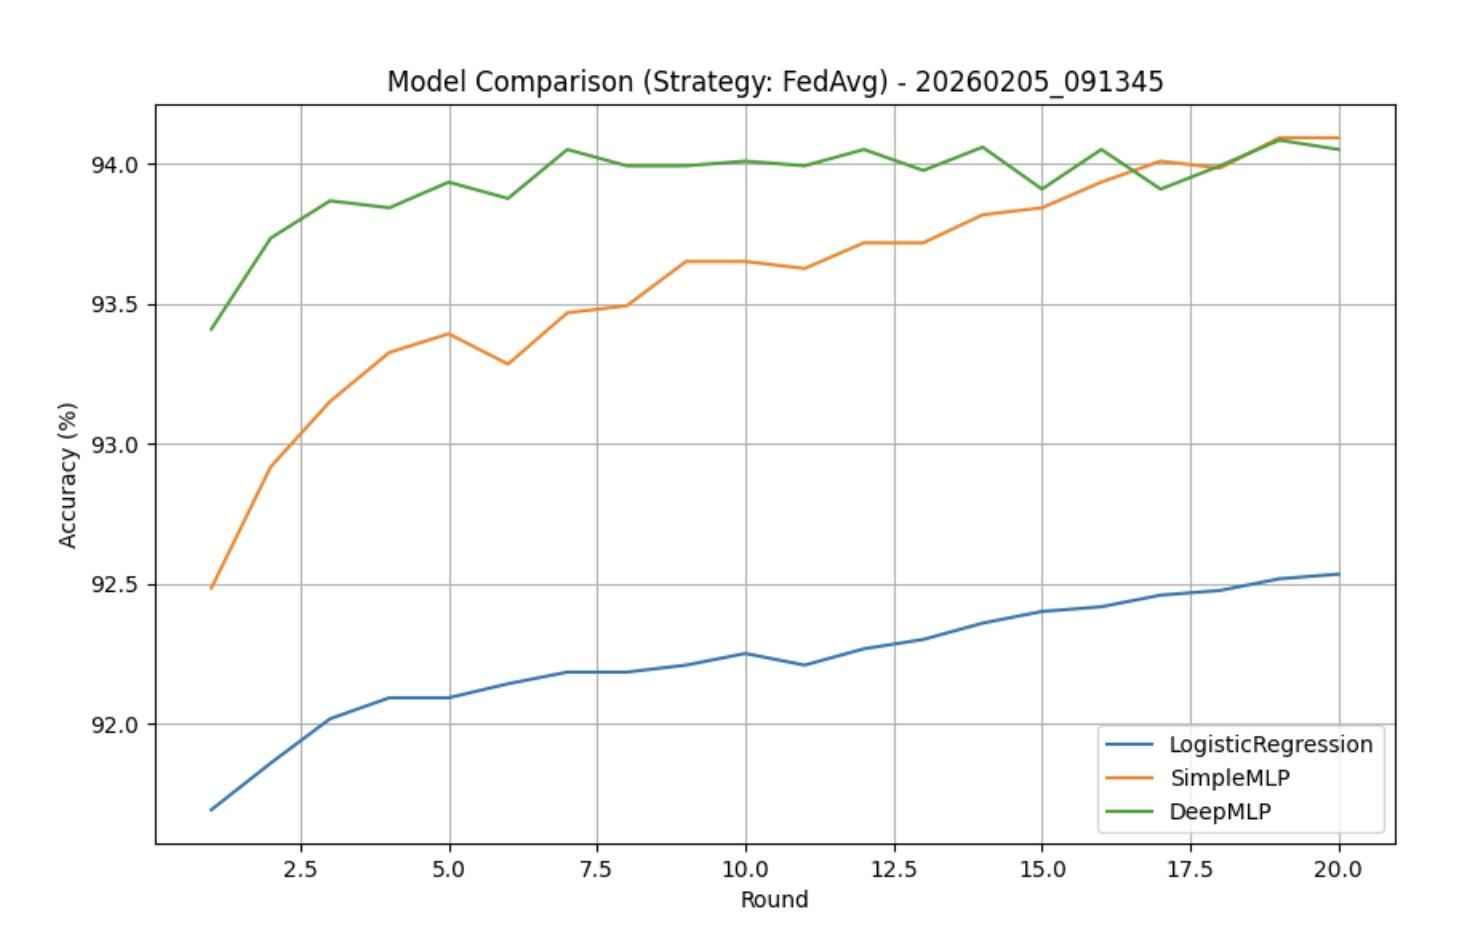 Model Comparison (Strategy: FedAvg) - 20260205_091345
94.0
93.5
93.0
92.5
92.0
Accuracy (%)
LogisticRegression
SimpleMLP
DeepMLP
2.5 5.0 7.5 10.0 12.5 15.0 17.5 20.0
Round